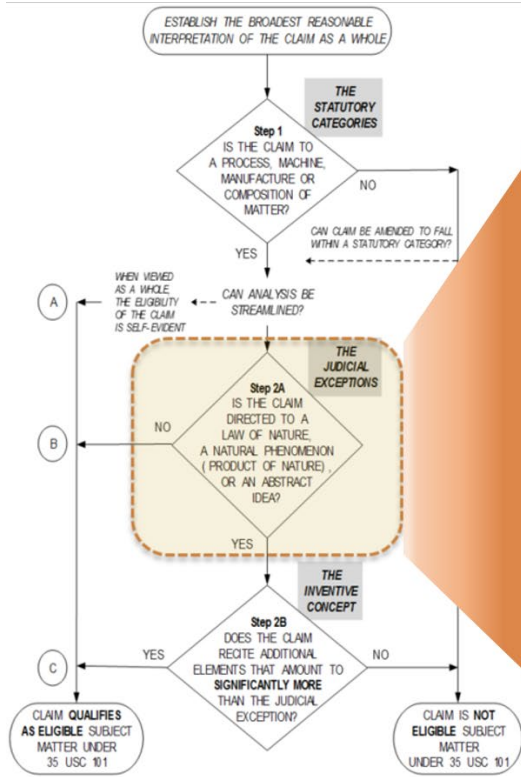 ESTABLISH THE BROADEST REASONABLE
INTERPRETATION OF THE CLAIM AS A WHOLE
THE
STATUTORY
CATEGORIES
Step 1
IS THE CLAIM TO
A PROCESS, MACHINE,
MANUFACTURE OR
COMPOSITION OF
MATTER?
NO
YES
CAN CLAIM BE AMENDED TO FALL
WITHIN A STATUTORY CATEGORY?
WHEN VIEWED
AS A WHOLE,
THE ELIGIBILITY
OF THE CLAIM
IS SELF-EVIDENT
A
CAN ANALYSIS BE
STREAMLINED?
THE
JUDICIAL
EXCEPTIONS
Step 2A
IS THE CLAIM
DIRECTED TO A
LAW OF NATURE,
A NATURAL PHENOMENON
( PRODUCT OF NATURE) ,
OR AN ABSTRACT
IDEA?
NO
B
YES
THE
INVENTIVE
CONCEPT
Step 2B
DOES THE CLAIM
RECITE ADDITIONAL
ELEMENTS THAT AMOUNT TO
SIGNIFICANTLY MORE
THAN THE JUDICIAL
EXCEPTION?
YES
NO
C
CLAIM QUALIFIES
AS ELIGIBLE SUBJECT
MATTER UNDER
35 USC 101
CLAIM IS NOT
ELIGIBLE SUBJECT
MATTER
UNDER 35 USC 101